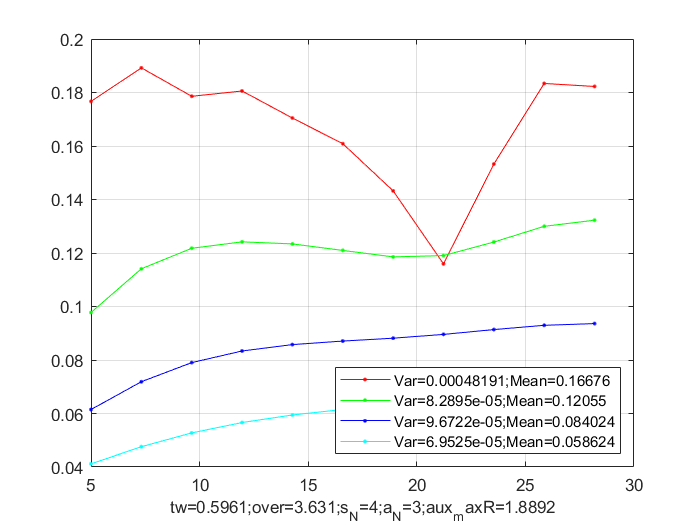 0.2
0.18
0.16
0.14
0.12
0.1
0.08
0.06
0.04
Var=0.00048191;Mean=0.16676
Var=8.2895e-05;Mean=0.12055
Var=9.6722e-05;Mean=0.084024
Var=6.9525e-05;Mean=0.058624
5 10 15 20 25 30
tw=0.5961;over=3.631;s_N=4;a_N=3;aux_maxR=1.8892